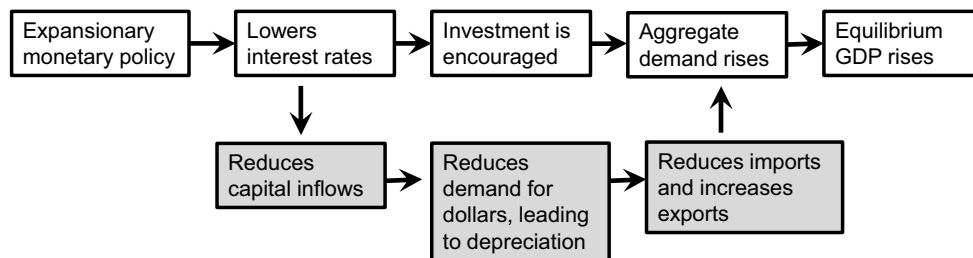 Expansionary
monetary policy
Lowers
interest rates
Investment is
encouraged
Aggregate
demand rises
Equilibrium
GDP rises
Reduces
capital inflows
Reduces
demand for
dollars, leading
to depreciation
Reduces imports
and increases
exports